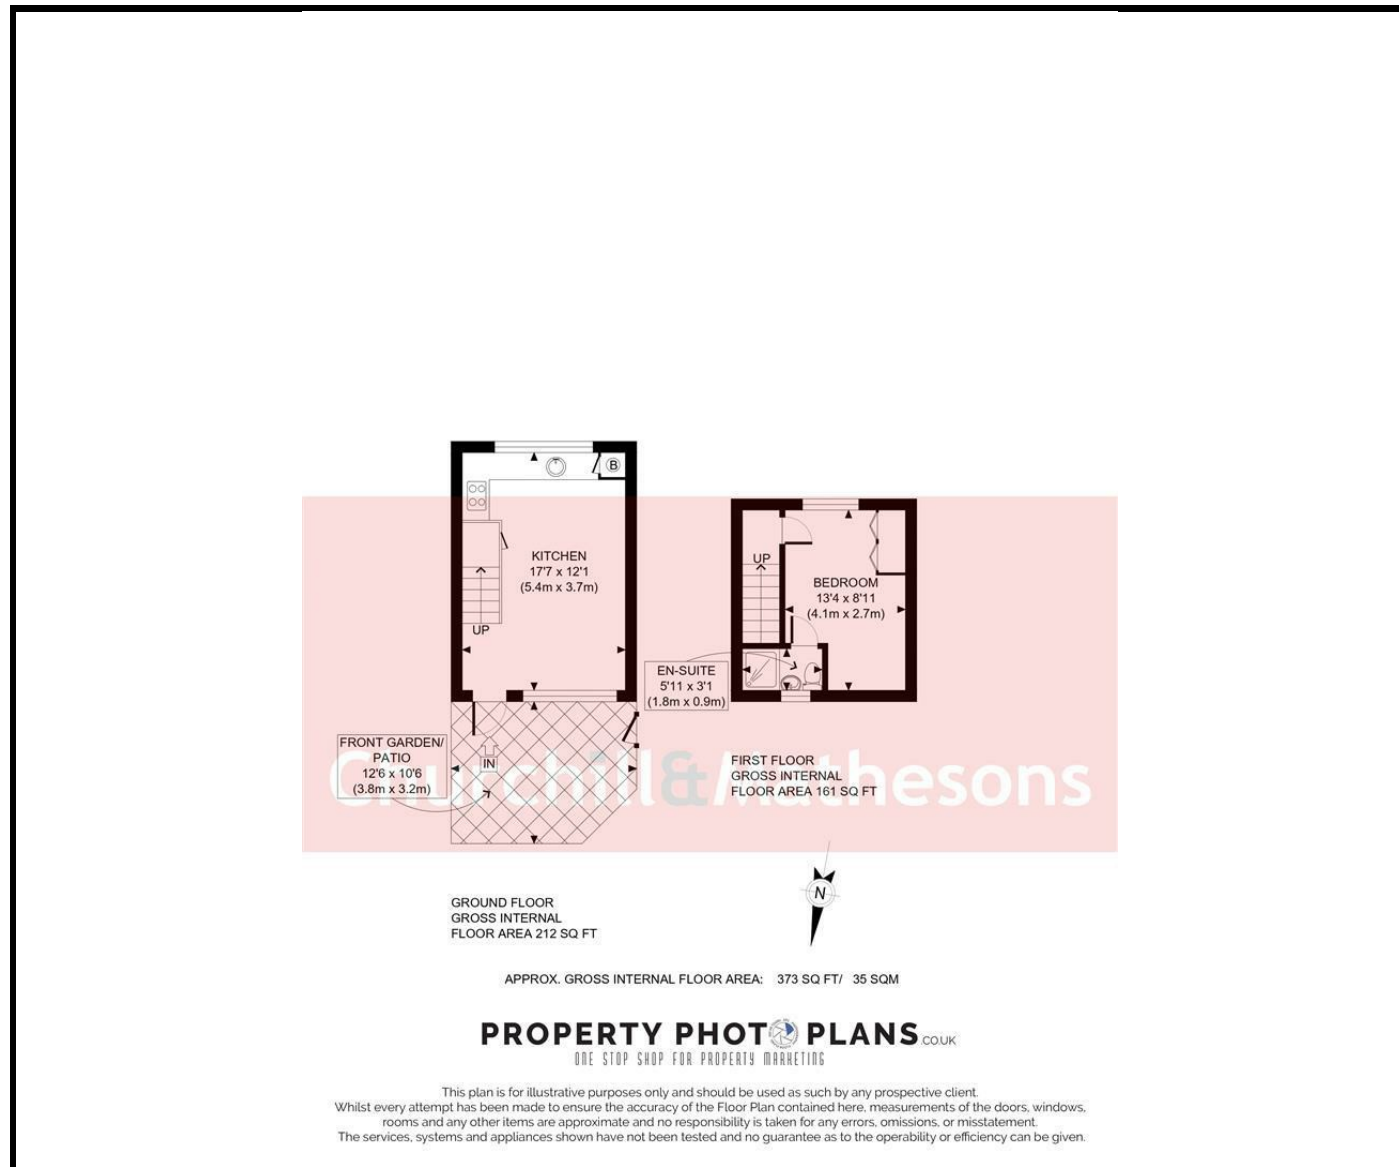 B
KITCHEN
17'7 x 12'1
(5.4m x 3.7m)
UP
UP
BEDROOM
13'4 x 8'11
(4.1m x 2.7m)
EN-SUITE
5'11 x 3'1
(1.8m x 0.9m)
FRONT GARDEN/
PATIO
12'6 x 10'6
(3.8m x 3.2m)
IN
Churchill&Mathesons
FIRST FLOOR
GROSS INTERNAL
FLOOR AREA 161 SQ FT
N
GROUND FLOOR
GROSS INTERNAL
FLOOR AREA 212 SQ FT
APPROX. GROSS INTERNAL FLOOR AREA: 373 SQ FT/ 35 SQM
PROPERTY PHOTO PLANS.CO.UK
ONE STOP SHOP FOR PROPERTY MARKETING
This plan is for illustrative purposes only and should be used as such by any prospective client.
Whilst every attempt has been made to ensure the accuracy of the Floor Plan contained here, measurements of the doors, windows,
rooms and any other items are approximate and no responsibility is taken for any errors, omissions, or misstatement.
The services, systems and appliances shown have not been tested and no guarantee as to the operability or efficiency can be given.